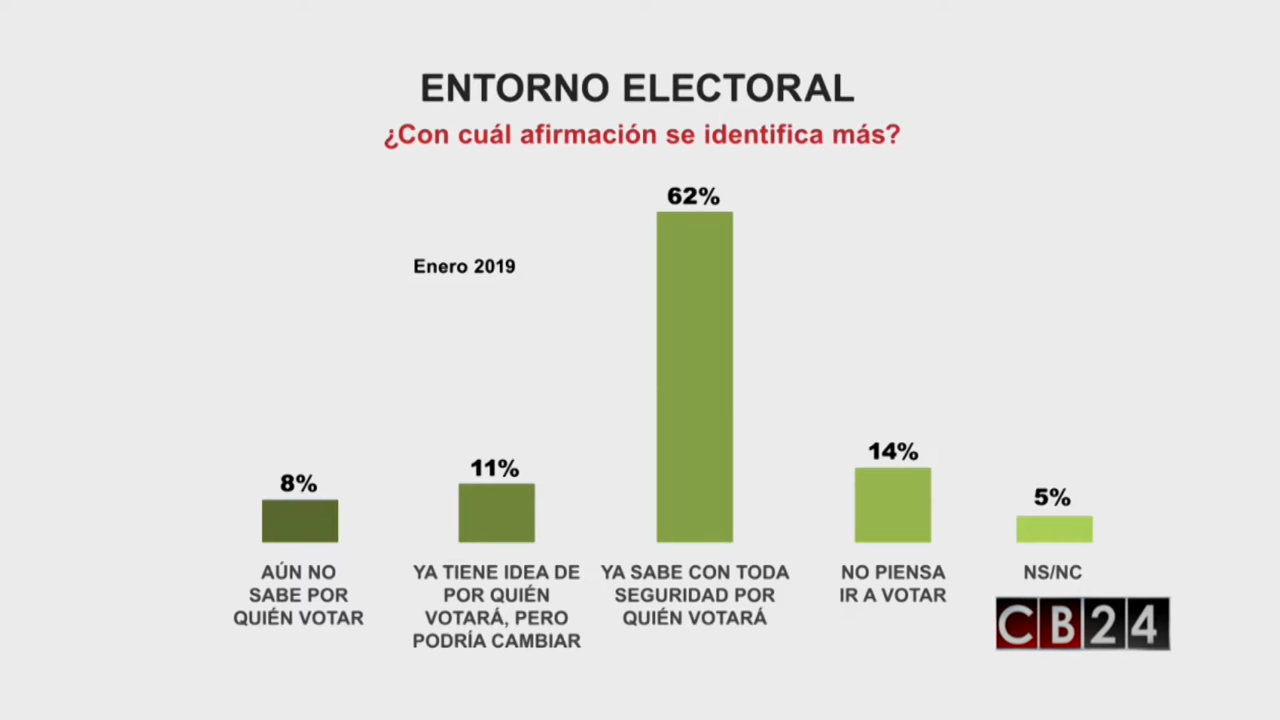 ENTORNO ELECTORAL
¿Con cuál afirmación se identifica más?
62%
Enero 2019
8%
11%
14%
5%
AÚN NO
SABE POR
QUIÉN VOTAR
YA TIENE IDEA DE
POR QUIÉN
VOTARÁ, PERO
PODRÍA CAMBIAR
YA SABE CON TODA
SEGURIDAD POR
QUIÉN VOTARÁ
NO PIENSA
IR A VOTAR
NS/NC
CB24